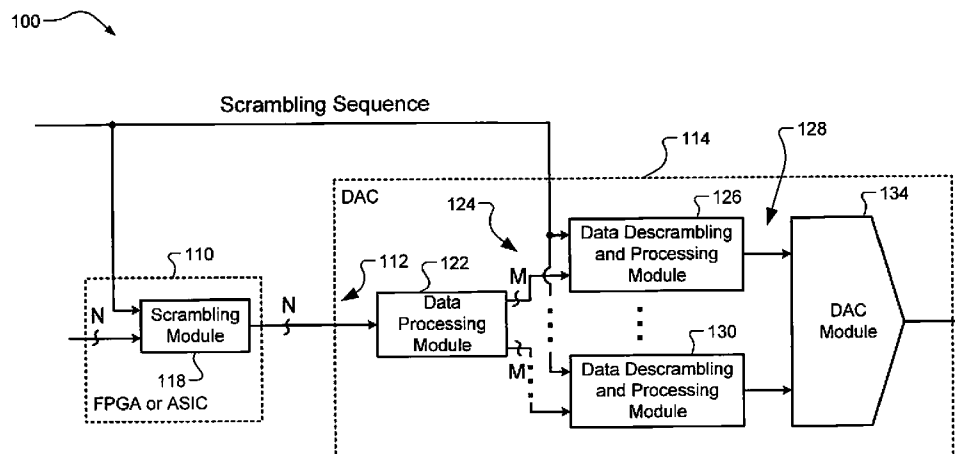 100
Scrambling Sequence
114
128
DAC
126
134
124
Data Descrambling
and Processing
Module
110
112
122
M
N
Scrambling
Module
N
Data
Processing
Module
DAC
Module
130
M
118
FPGA or ASIC
Data Descrambling
and Processing
Module